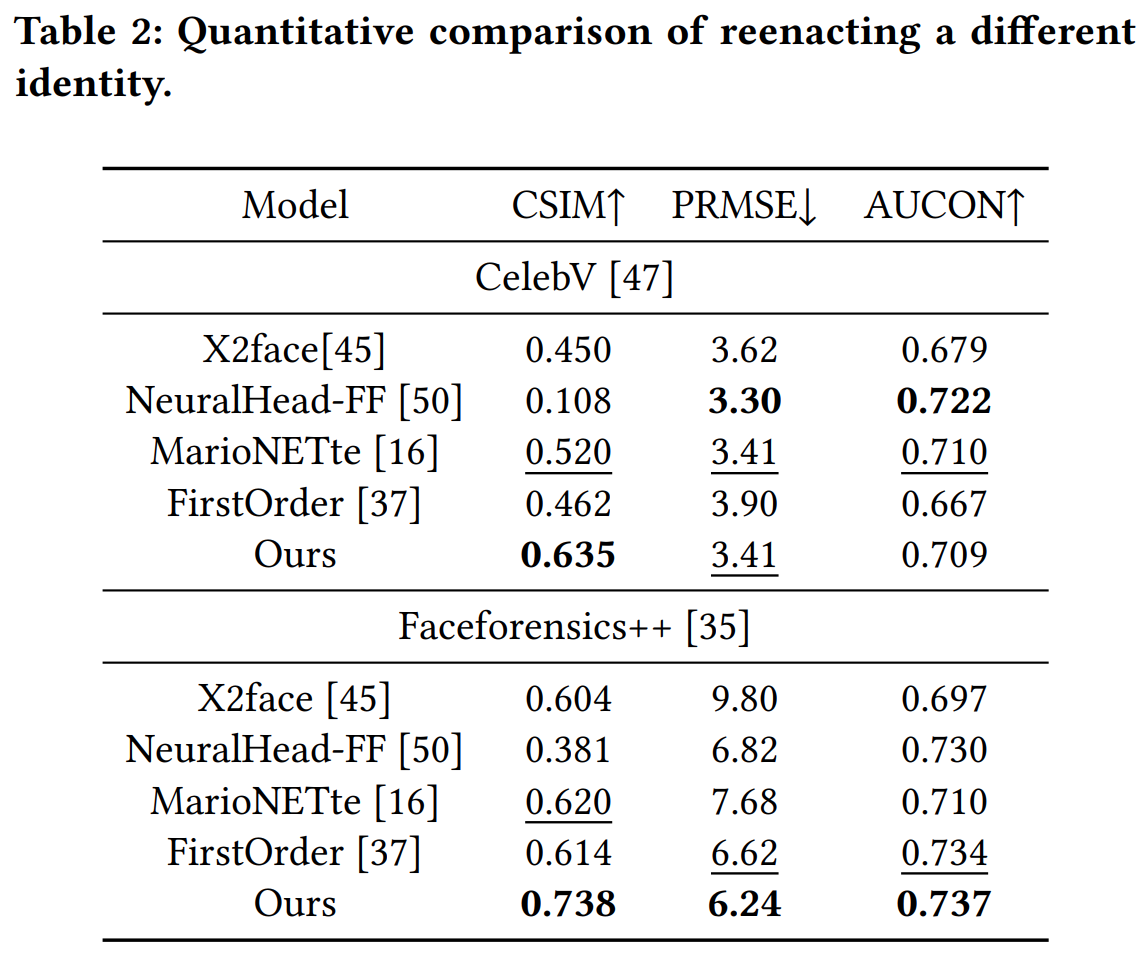 Table 2: Quantitative comparison of reenacting a different
identity.
Model CSIM↑ PRMSE↓ AUCON↑
CelebV [47]
X2face[45] 0.450 3.62 0.679
NeuralHead-FF [50] 0.108 3.30 0.722
MarioNETte [16] 0.520 3.41 0.710
FirstOrder [37] 0.462 3.90 0.667
Ours 0.635 3.41 0.709
Faceforensics++ [35]
X2face [45] 0.604 9.80 0.697
NeuralHead-FF [50] 0.381 6.82 0.730
MarioNETte [16] 0.620 7.68 0.710
FirstOrder [37] 0.614 6.62 0.734
Ours 0.738 6.24 0.737